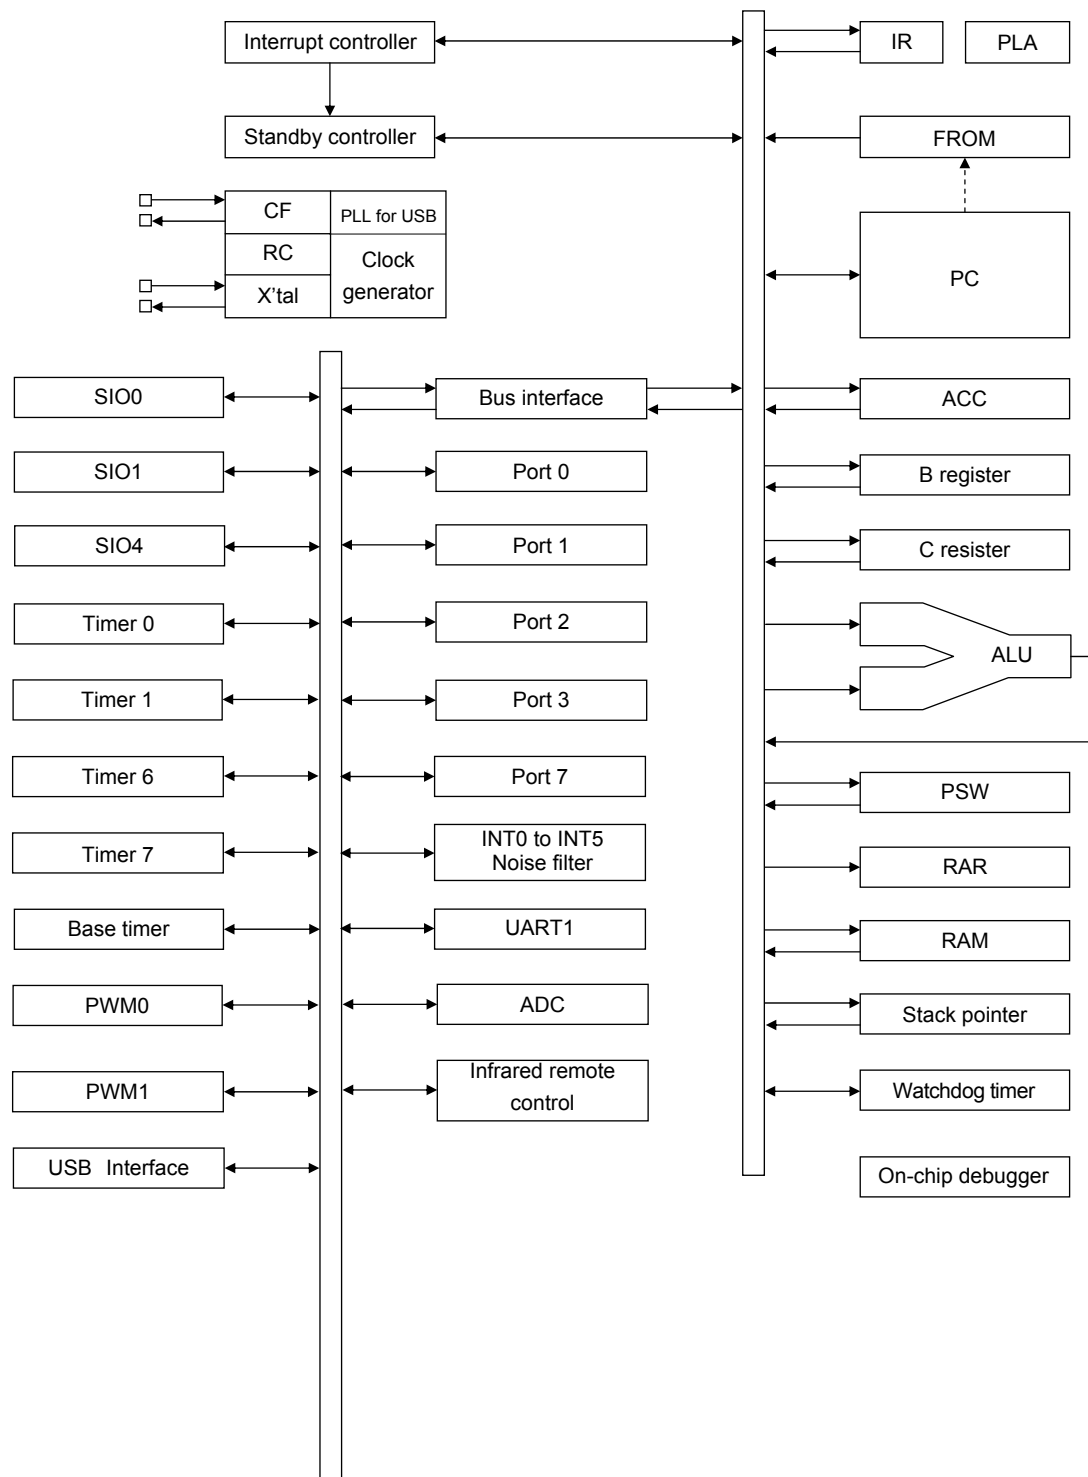 Interrupt controller
IR
PLA
Standby controller
FROM
CF
PLL for USB
RC
Clock
generator
X'tal
PC
SIO0
Bus interface
ACC
SIO1
Port 0
B register
SIO4
Port 1
C resister
Timer 0
Port 2
ALU
Timer 1
Port 3
Timer 6
Port 7
PSW
Timer 7
INT0 to INT5
Noise filter
RAR
Base timer
UART1
RAM
PWM0
ADC
Stack pointer
PWM1
Infrared remote
control
Watchdog timer
USB Interface
On-chip debugger